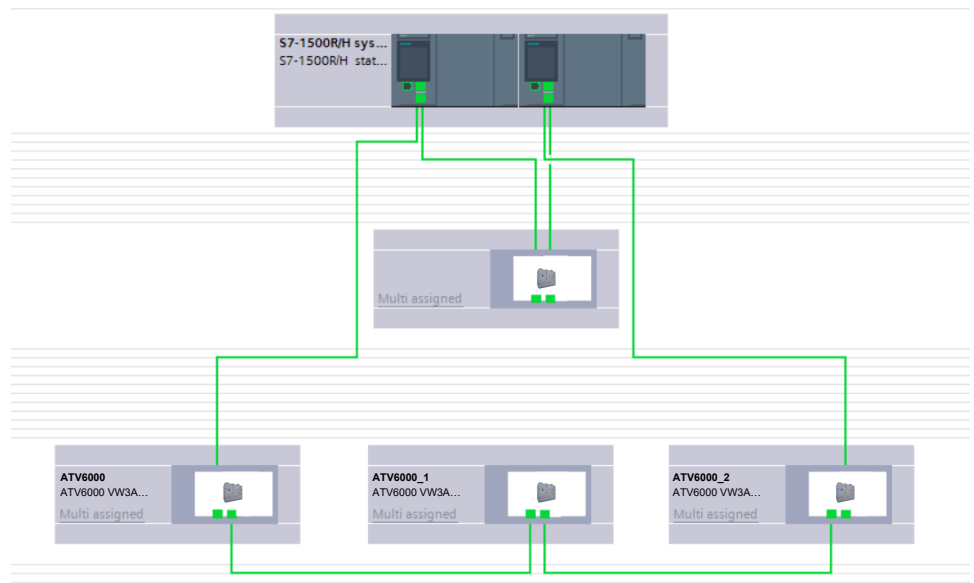 S7-1500R/H sys...
S7-1500R/H stat...
Multi assigned
ATV6000
ATV6000 VW3A...
Multi assigned
ATV6000_1
ATV6000 VW3A...
Multi assigned
ATV6000_2
ATV6000 VW3A...
Multi assigned